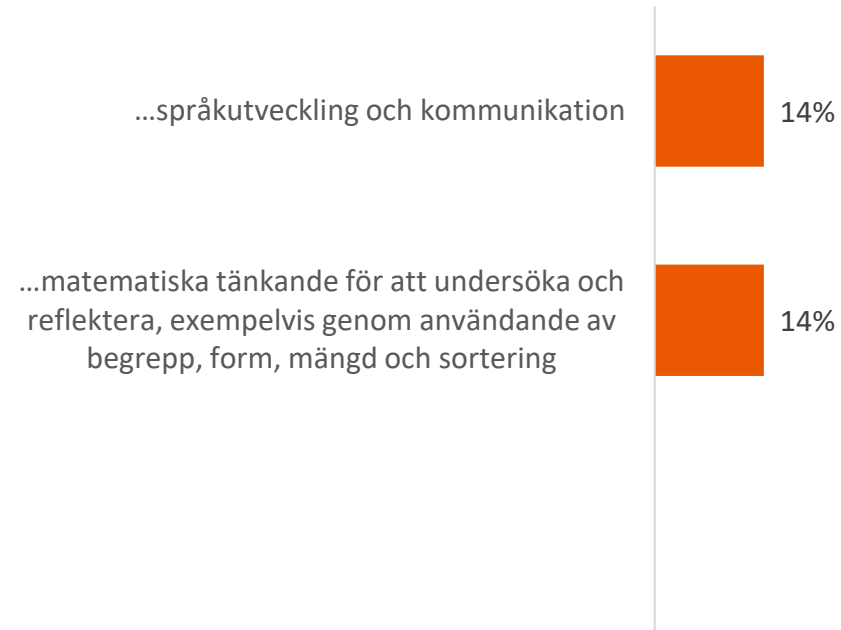 …språkutveckling och kommunikation
14%
…matematiska tänkande för att undersöka och
reflektera, exempelvis genom användande av
begrepp, form, mängd och sortering
14%